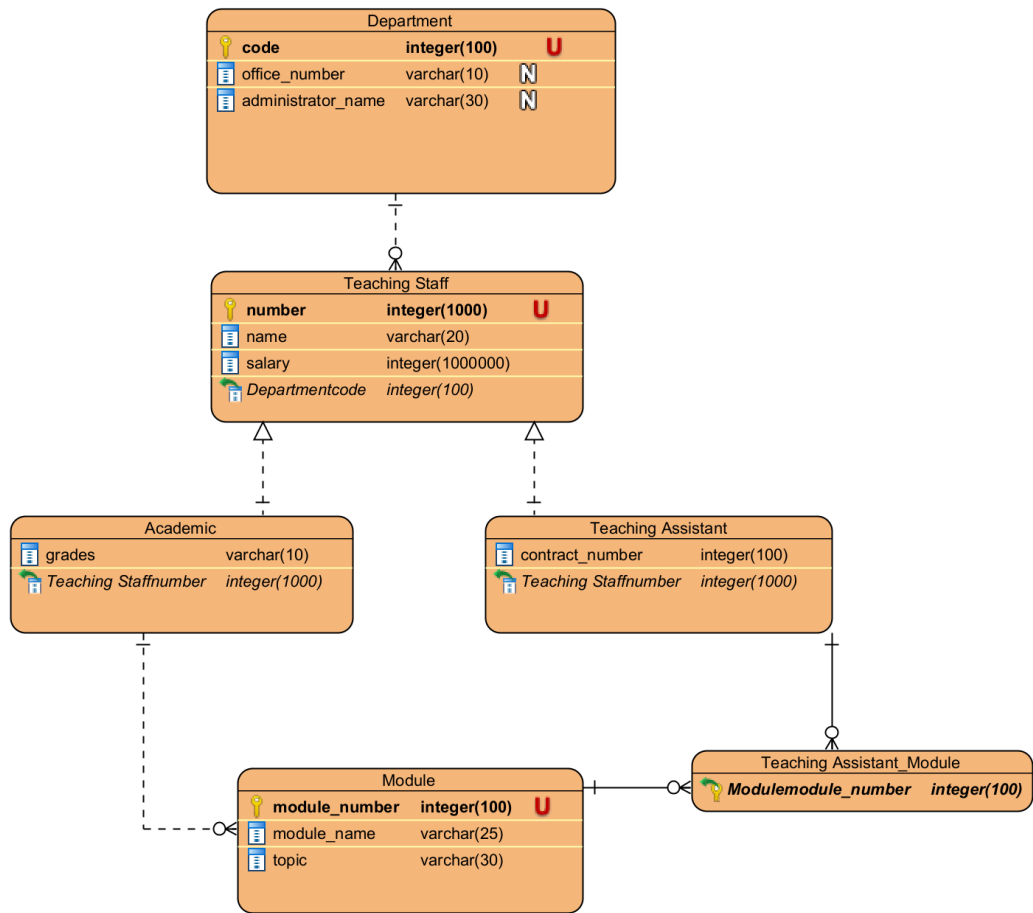 Department
code integer(100) U
office_number varchar(10) N
administrator_name varchar(30) N
Teaching Staff
number integer(1000) U
name varchar(20)
salary integer(1000000)
Departmentcode integer(100)
Academic
grades varchar(10)
Teaching Staffnumber integer(1000)
Teaching Assistant
contract_number integer(100)
Teaching Staffnumber integer(1000)
Teaching Assistant_Module
Modulemodule_number integer(100)
Module
module_number integer(100) U
module_name varchar(25)
topic varchar(30)